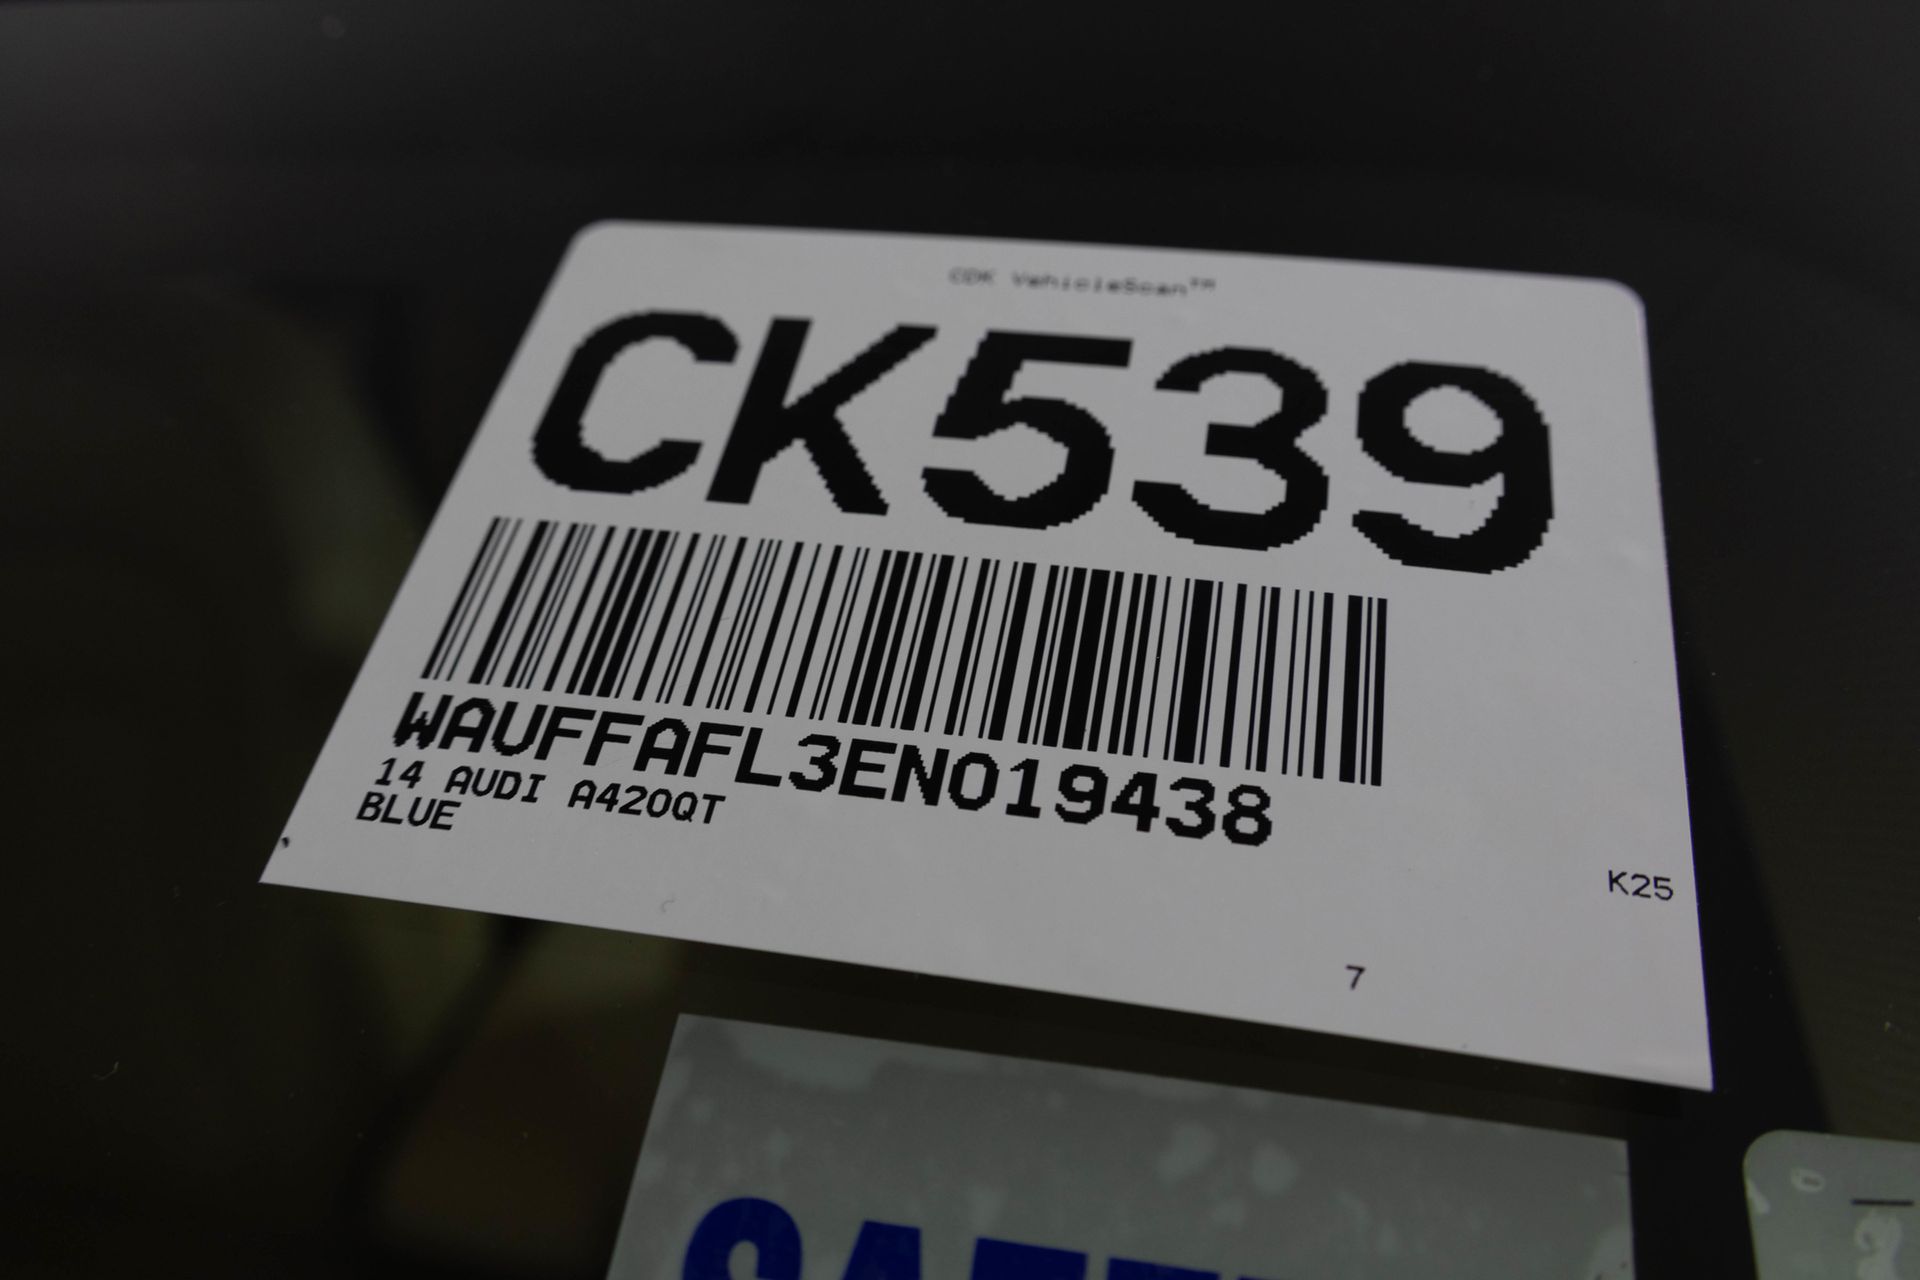 CDK VehicleScan™
CK539
WAUFFAFL3EN019438
14 AUDI A420QT
BLUE
K25
7